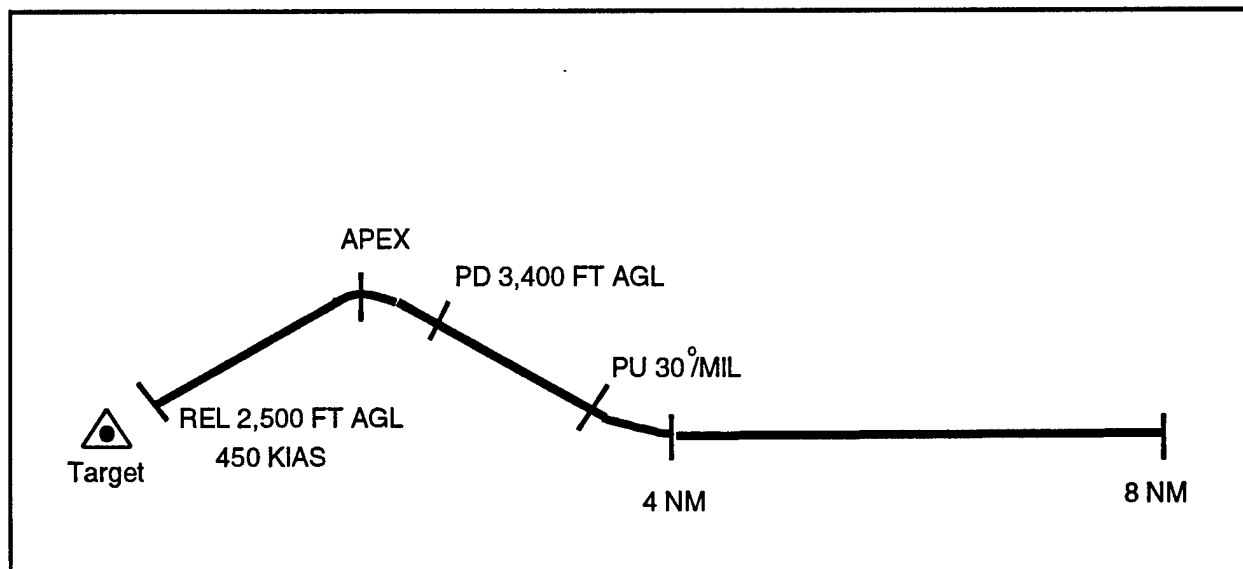 APEX
PD 3,400 FT AGL
PU 30°/MIL
REL 2,500 FT AGL
450 KIAS
Target
4 NM
8 NM